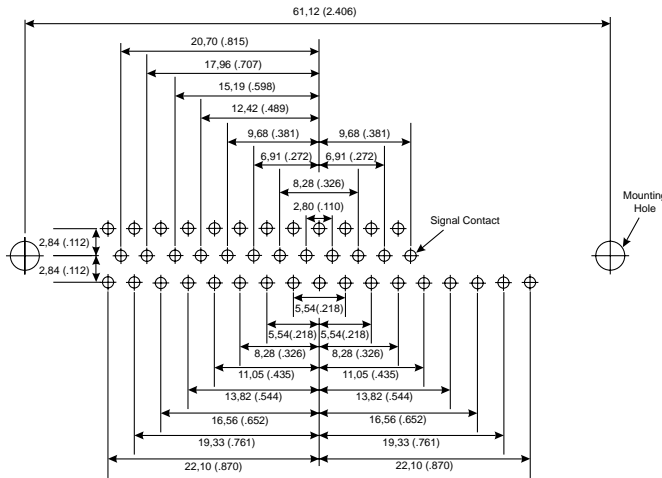 61,12 (2.406)
20,70 (.815)
17,96 (.707)
15,19 (.598)
12,42 (.489)
9,68 (.381) 9,68 (.381)
6,91 (.272) 6,91 (.272)
8,28 (.326)
2,80 (.110)
Mounting
Hole
Signal Contact
2,84 (.112)
2,84 (.112)
5,54 (.218)
5,54(.218) 5,54(.218)
8,28 (.326) 8,28 (.326)
11,05 (.435) 11,05 (.435)
13,82 (.544) 13,82 (.544)
16,56 (.652) 16,56 (.652)
19,33 (.761) 19,33 (.761)
22,10 (.870) 22,10 (.870)